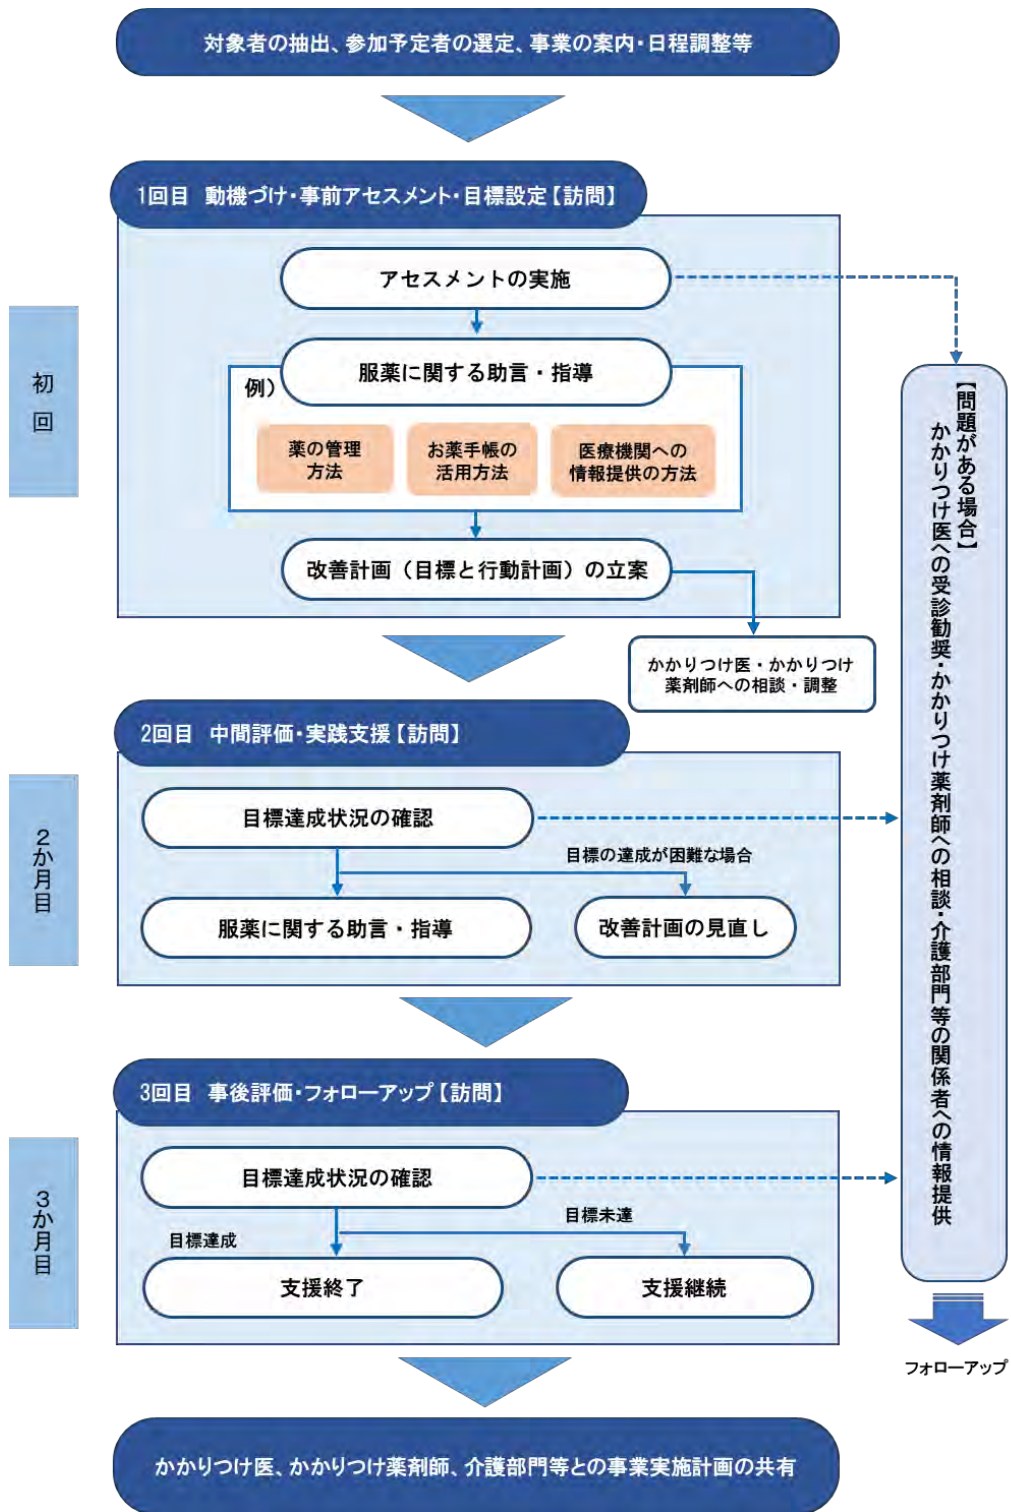 対象者の抽出、参加予定者の選定、事業の案内・日程調整等
初回
1回目 動機づけ・事前アセスメント・目標設定【訪問】
アセスメントの実施
服薬に関する助言・指導
例）
薬の管理
方法
お薬手帳の
活用方法
医療機関への
情報提供の方法
改善計画（目標と行動計画）の立案
かかりつけ医・かかりつけ
薬剤師への相談・調整
2か月目
2回目 中間評価・実践支援【訪問】
目標達成状況の確認
目標の達成が困難な場合
服薬に関する助言・指導
改善計画の見直し
3か月目
3回目 事後評価・フォローアップ【訪問】
目標達成状況の確認
目標未達
目標達成
支援終了
支援継続
【問題がある場合】
かかりつけ医への受診勧奨・かかりつけ薬剤師への相談・介護部門等の関係者への情報提供
フォローアップ
かかりつけ医、かかりつけ薬剤師、介護部門等との事業実施計画の共有